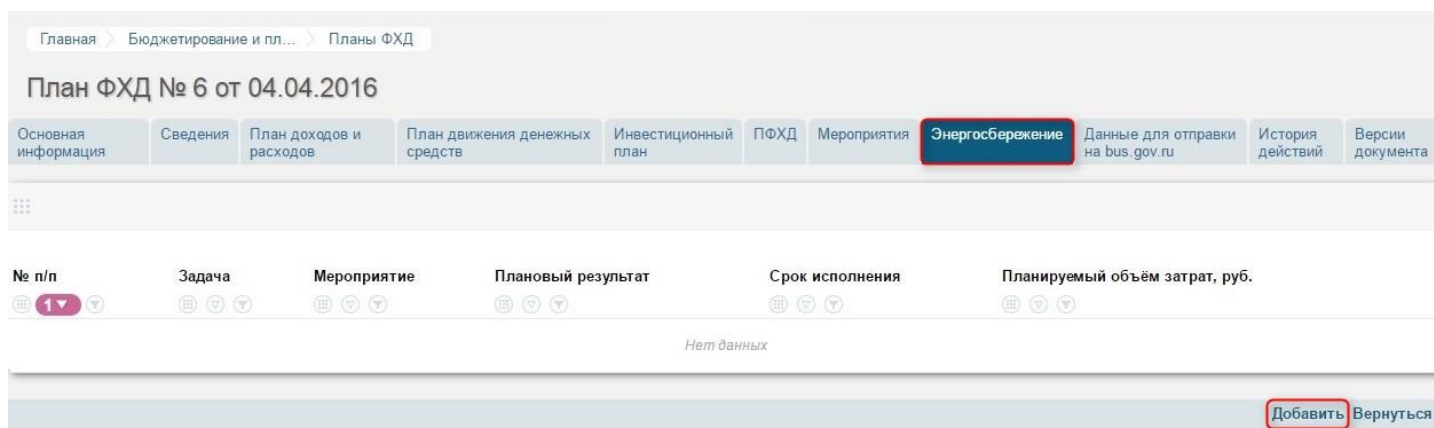 Главная Бюджетирование и пл... Планы ФХД
План ФХД № 6 от 04.04.2016
Основная информация Сведения План доходов и расходов План движения денежных средств Инвестиционный план ПФХД Мероприятия Энергосбережение Данные для отправки на bus.gov.ru История действий Версии документа
№ п/п Задача Мероприятие Плановый результат Срок исполнения Планируемый объём затрат, руб.
1
Нет данных
Добавить Вернуться